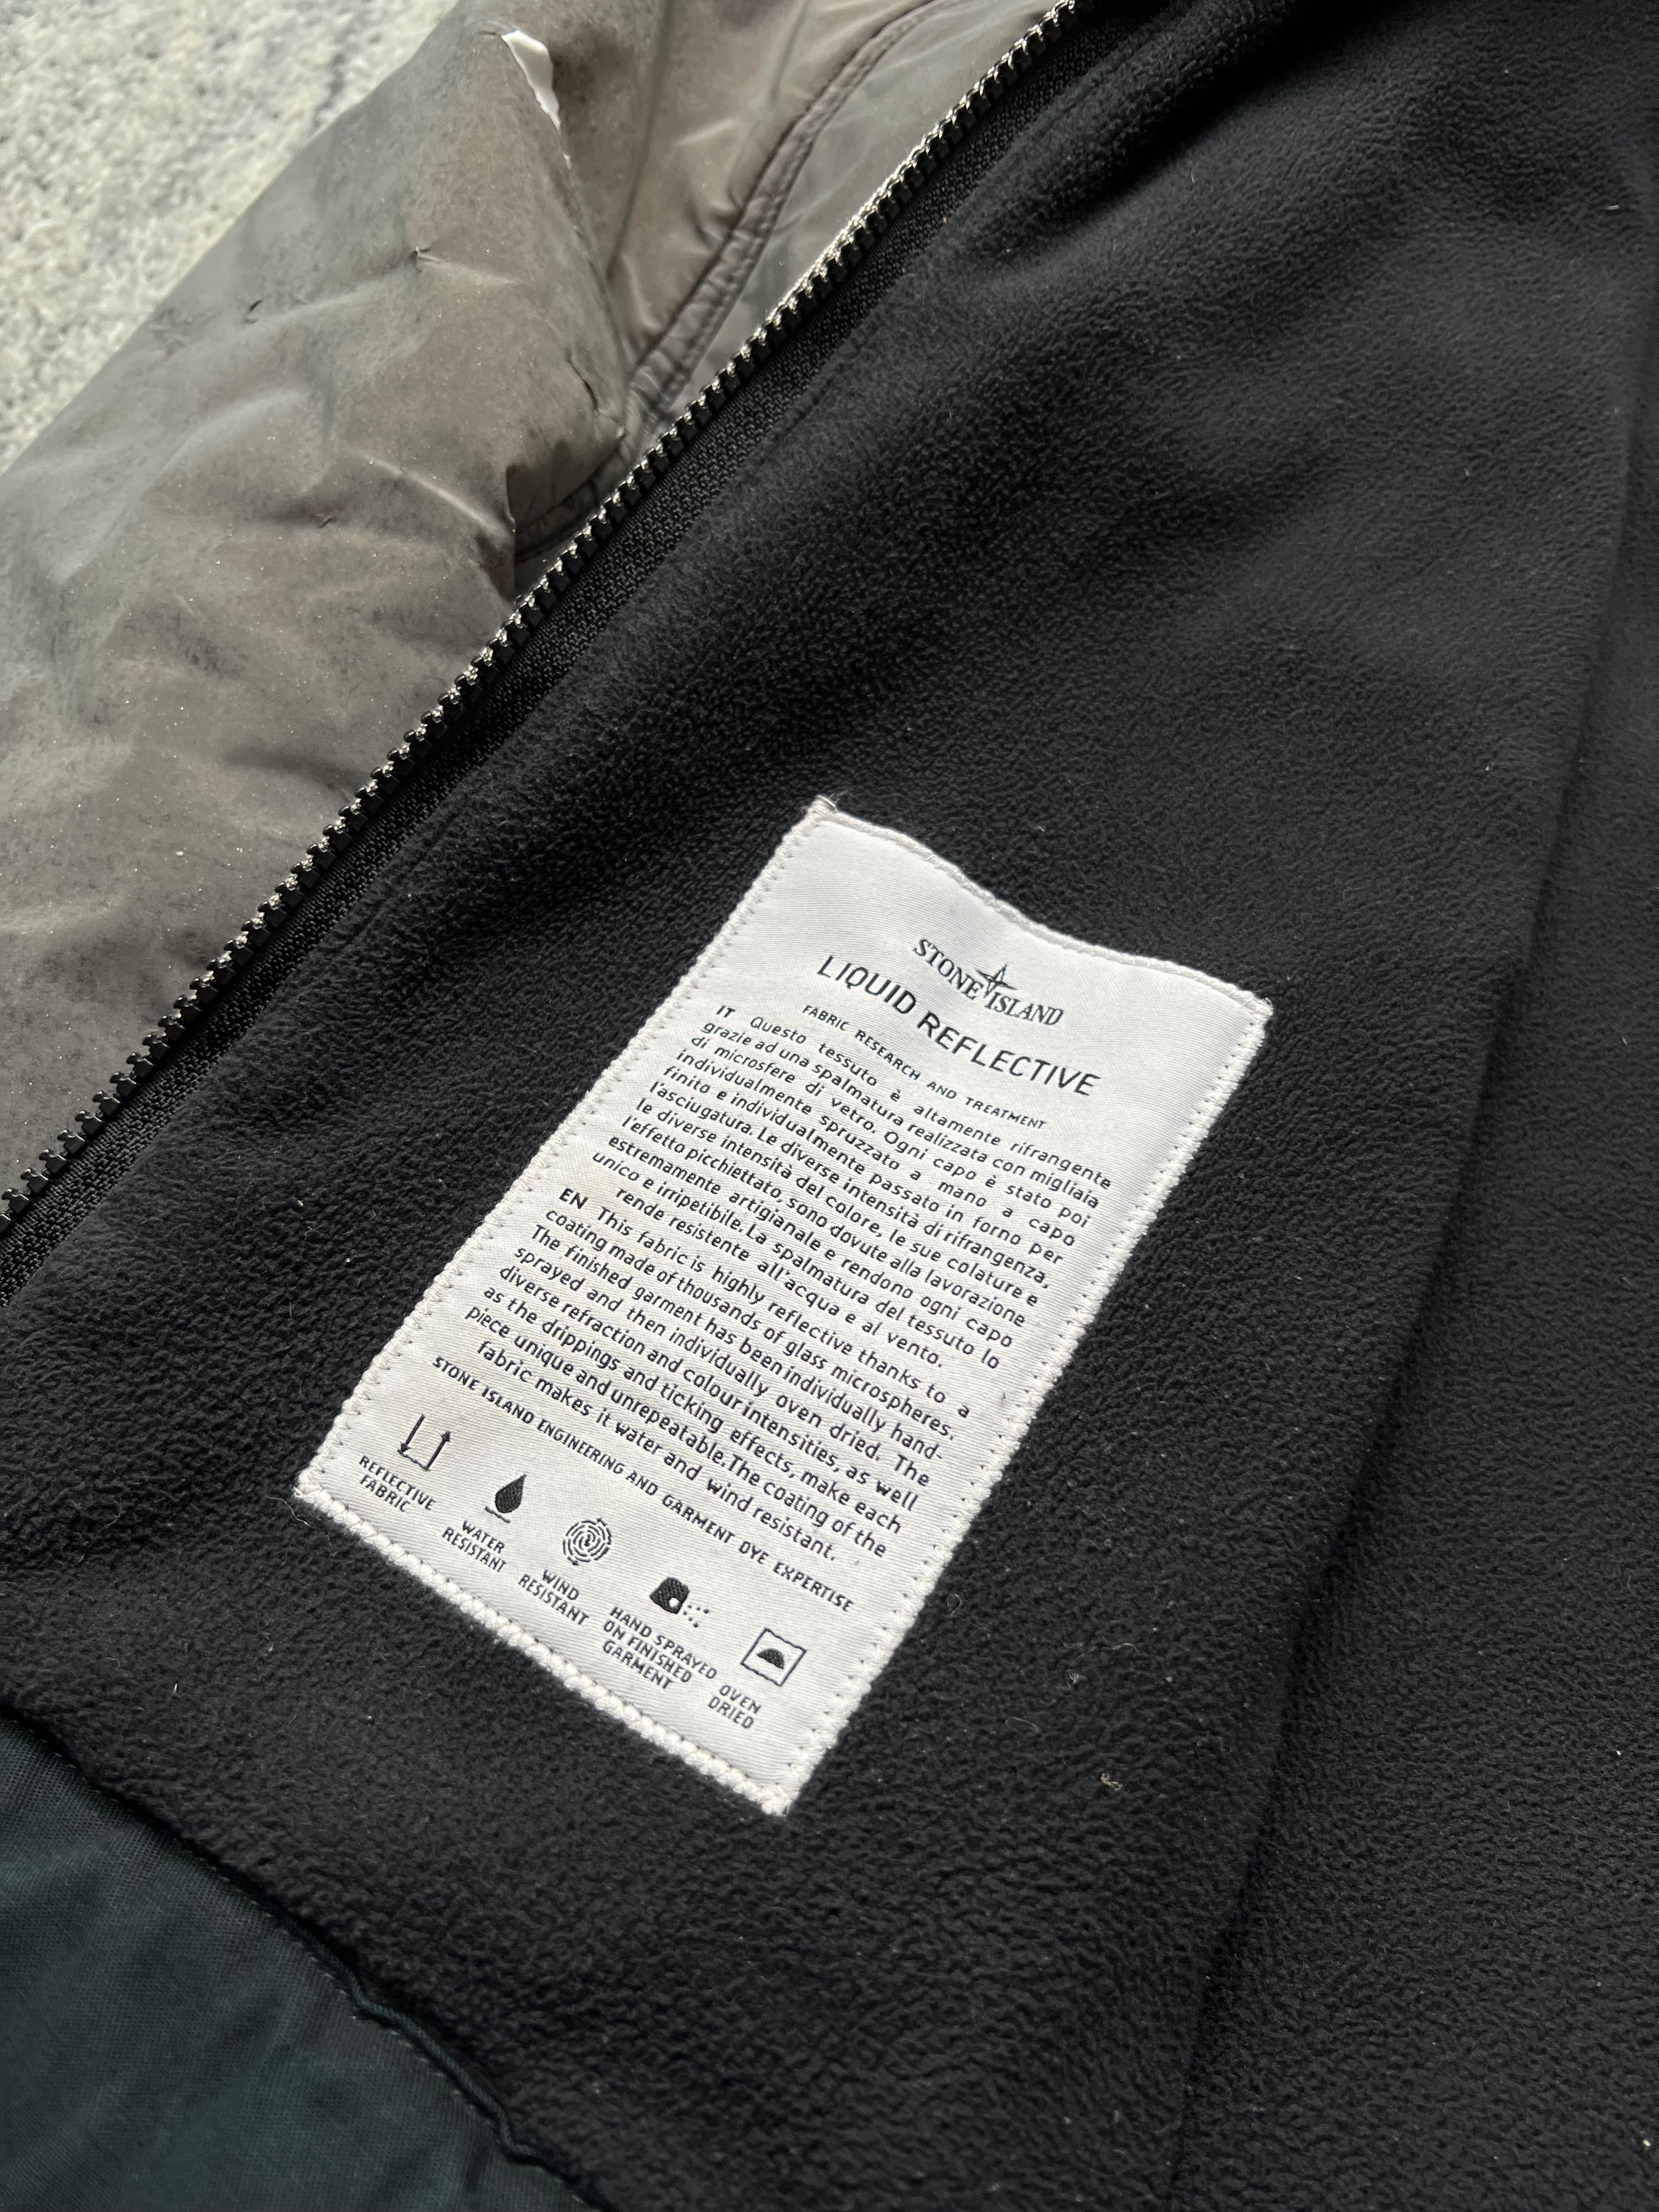 STONE ISLAND
LIQUID REFLECTIVE
FABRIC RESEARCH AND TREATMENT
IT Questo tessuto è altamente rifrangente
grazie ad una spalmatura realizzata con migliaia
di microsfere di vetro. Ogni capo è stato poi
individualmente spruzzato a mano a capo
finito e individualmente passato in forno per
l'asciugatura. Le diverse intensità di rifrangenza,
le diverse intensità del colore, le sue colature e
l'effetto picchiettato, sono dovute alla lavorazione
estremamente artigianale e rendono ogni capo
unico e irripetibile. La spalmatura del tessuto lo
rende resistente all'acqua e al vento.
EN This fabric is highly reflective thanks to a
coating made of thousands of glass microspheres.
The finished garment has been individually hand-
sprayed and then individually oven dried. The
diverse refraction and colour intensities, as well
as the drippings and ticking effects, make each
piece unique and unrepeatable. The coating of the
fabric makes it water and wind resistant.
STONE ISLAND ENGINEERING AND GARMENT DYE EXPERTISE
REFLECTIVE
FABRIC
WATER
RESISTANT
WIND
RESISTANT
HAND SPRAYED
ON FINISHED
GARMENT
OVEN
DRIED